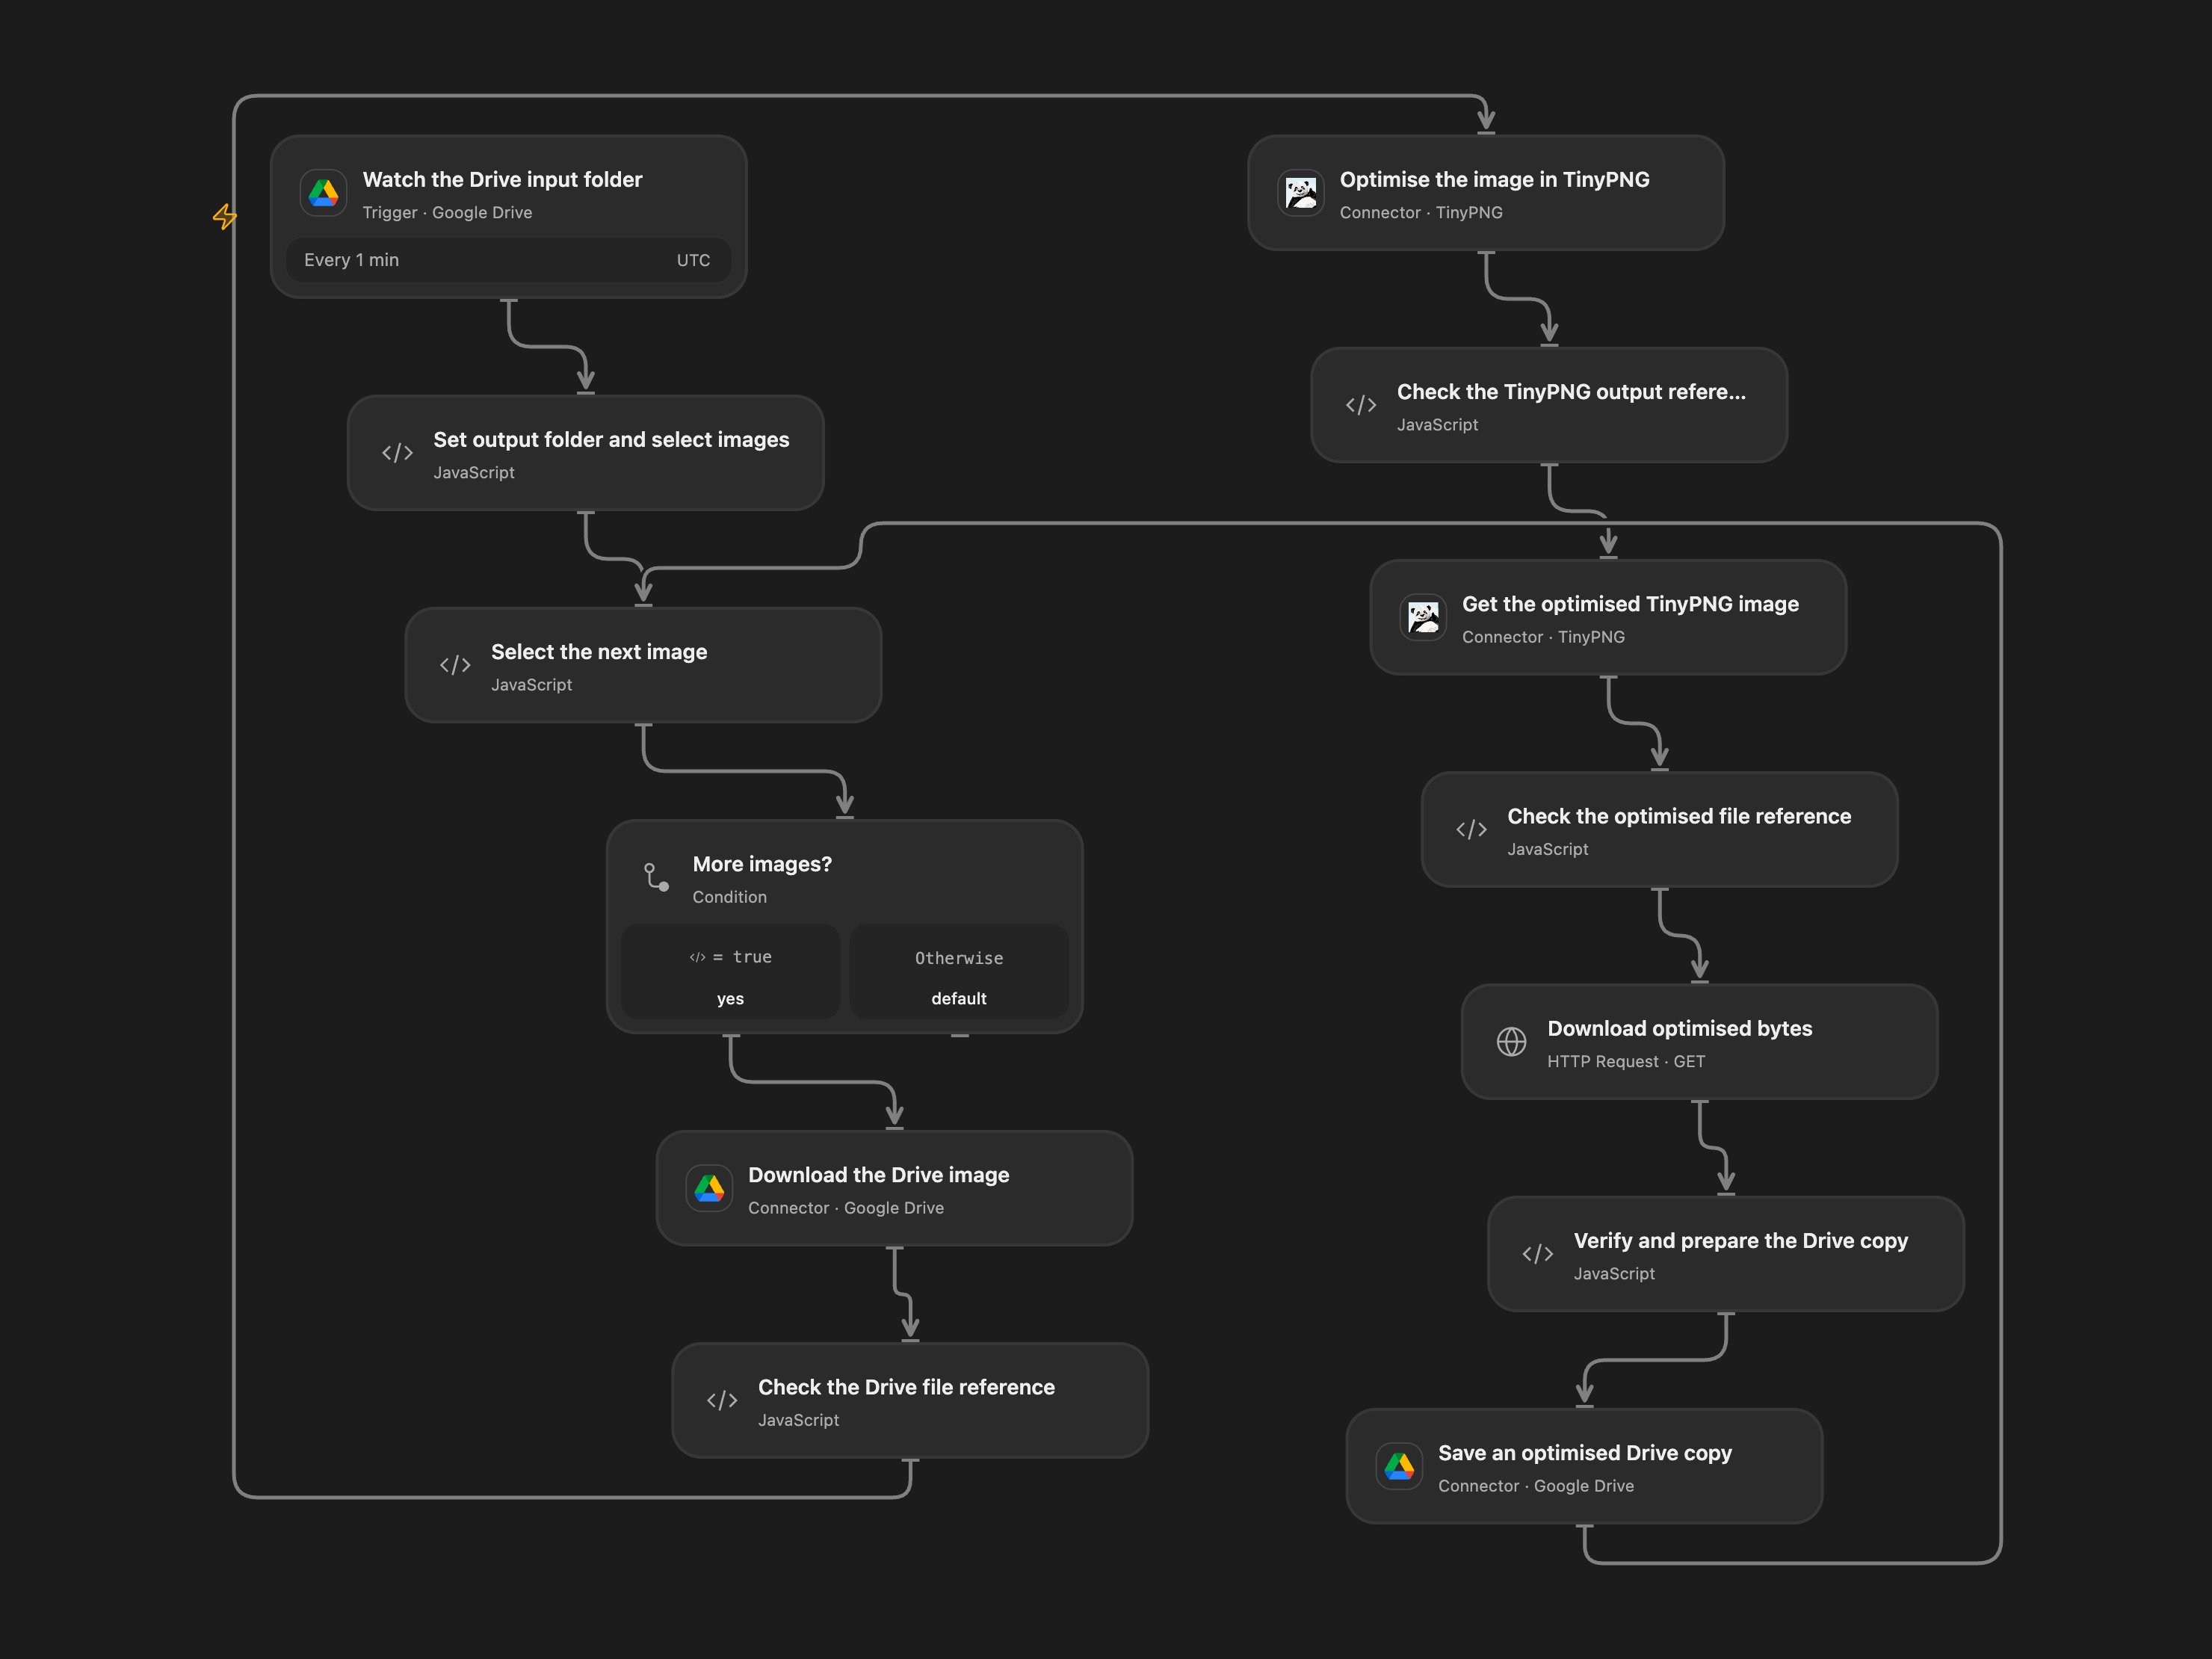 Watch the Drive input folder
Trigger · Google Drive
Every 1 min
UTC
Set output folder and select images
JavaScript
Select the next image
JavaScript
More images?
Condition
</> = true
yes
Otherwise
default
Download the Drive image
Connector · Google Drive
Check the Drive file reference
JavaScript
Optimise the image in TinyPNG
Connector · TinyPNG
Check the TinyPNG output refere...
JavaScript
Get the optimised TinyPNG image
Connector · TinyPNG
Check the optimised file reference
JavaScript
Download optimised bytes
HTTP Request · GET
Verify and prepare the Drive copy
JavaScript
Save an optimised Drive copy
Connector · Google Drive